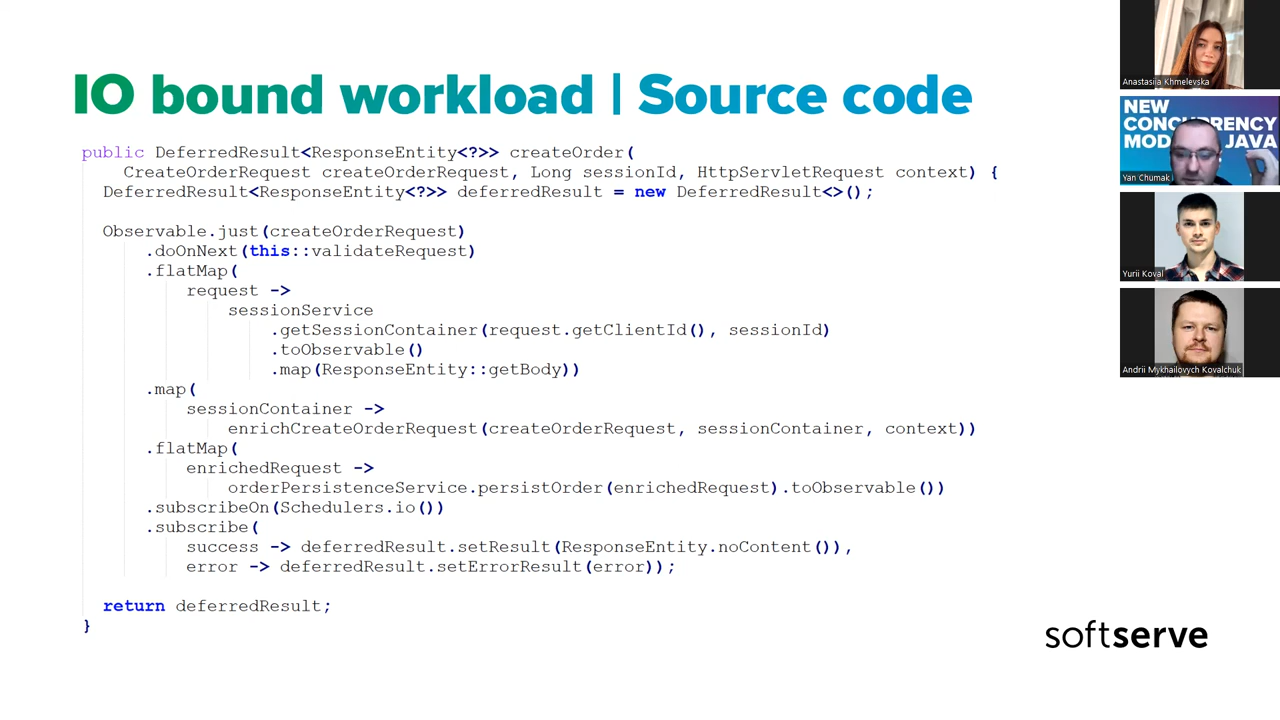 IO bound workload | Source code
public DeferredResult<ResponseEntity<?>> createOrder(
CreateOrderRequest createOrderRequest, Long sessionId, HttpServletRequest context) {
DeferredResult<ResponseEntity<?>> deferredResult = new DeferredResult<>();
Observable.just(createOrderRequest)
.doOnNext(this::validateRequest)
.flatMap(
request ->
sessionService
.getSessionContainer(request.getClientId(), sessionId)
.toObservable()
.map(ResponseEntity::getBody))
.map(
sessionContainer ->
enrichCreateOrderRequest(createOrderRequest, sessionContainer, context))
.flatMap(
enrichedRequest ->
orderPersistenceService.persistOrder(enrichedRequest).toObservable())
.subscribeOn(Schedulers.io())
.subscribe(
success -> deferredResult.setResult(ResponseEntity.noContent()),
error -> deferredResult.setErrorResult(error));
return deferredResult;
}
softserve
Anastasiia Khmelevska
NEW
CONCURRENCY
MOD JAVA
Yan Chumak
Yurii Koval
Andrii Mykhailovych Kovalchuk